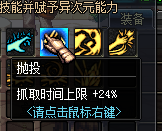 技能并赋予异次元能力
装备
抛投
抓取时间上限 +24%
<请点击鼠标右键>